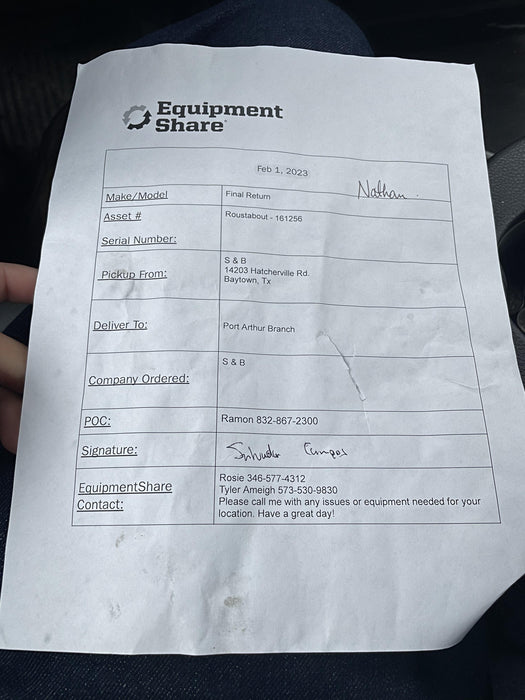 Equipment
Share
Feb 1, 2023
Nathan
Make/Model
Final Return
Asset #
Roustabout - 161256
Serial Number:
Pickup From:
S & B
14203 Hatcherville Rd.
Baytown, Tx
Deliver To:
Port Arthur Branch
Company Ordered:
S & B
POC:
Ramon 832-867-2300
Signature:
Campos
EquipmentShare
Contact:
Rosie 346-577-4312
Tyler Ameigh 573-530-9830
Please call me with any issues or equipment needed for your
location. Have a great day!